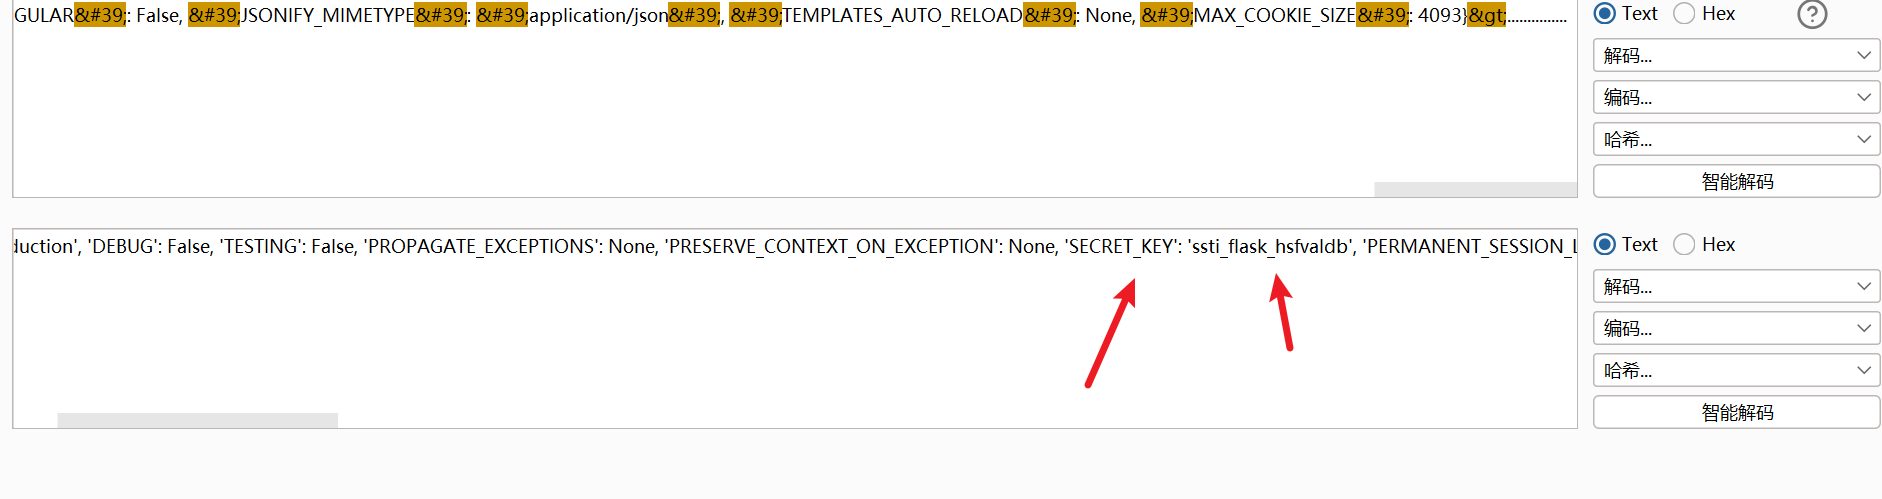 GULAR&#39;: False, &#39;JSONIFY_MIMETYPE&#39;: &#39;application/json&#39;, &#39;TEMPLATES_AUTO_RELOAD&#39;: None, &#39;MAX_COOKIE_SIZE&#39;: 4093}&gt;...............
Text Hex ?
解码...
编码...
哈希...
智能解码
duction', 'DEBUG': False, 'TESTING': False, 'PROPAGATE_EXCEPTIONS': None, 'PRESERVE_CONTEXT_ON_EXCEPTION': None, 'SECRET_KEY': 'ssti_flask_hsfvaldb', 'PERMANENT_SESSION_L
Text Hex
解码...
编码...
哈希...
智能解码